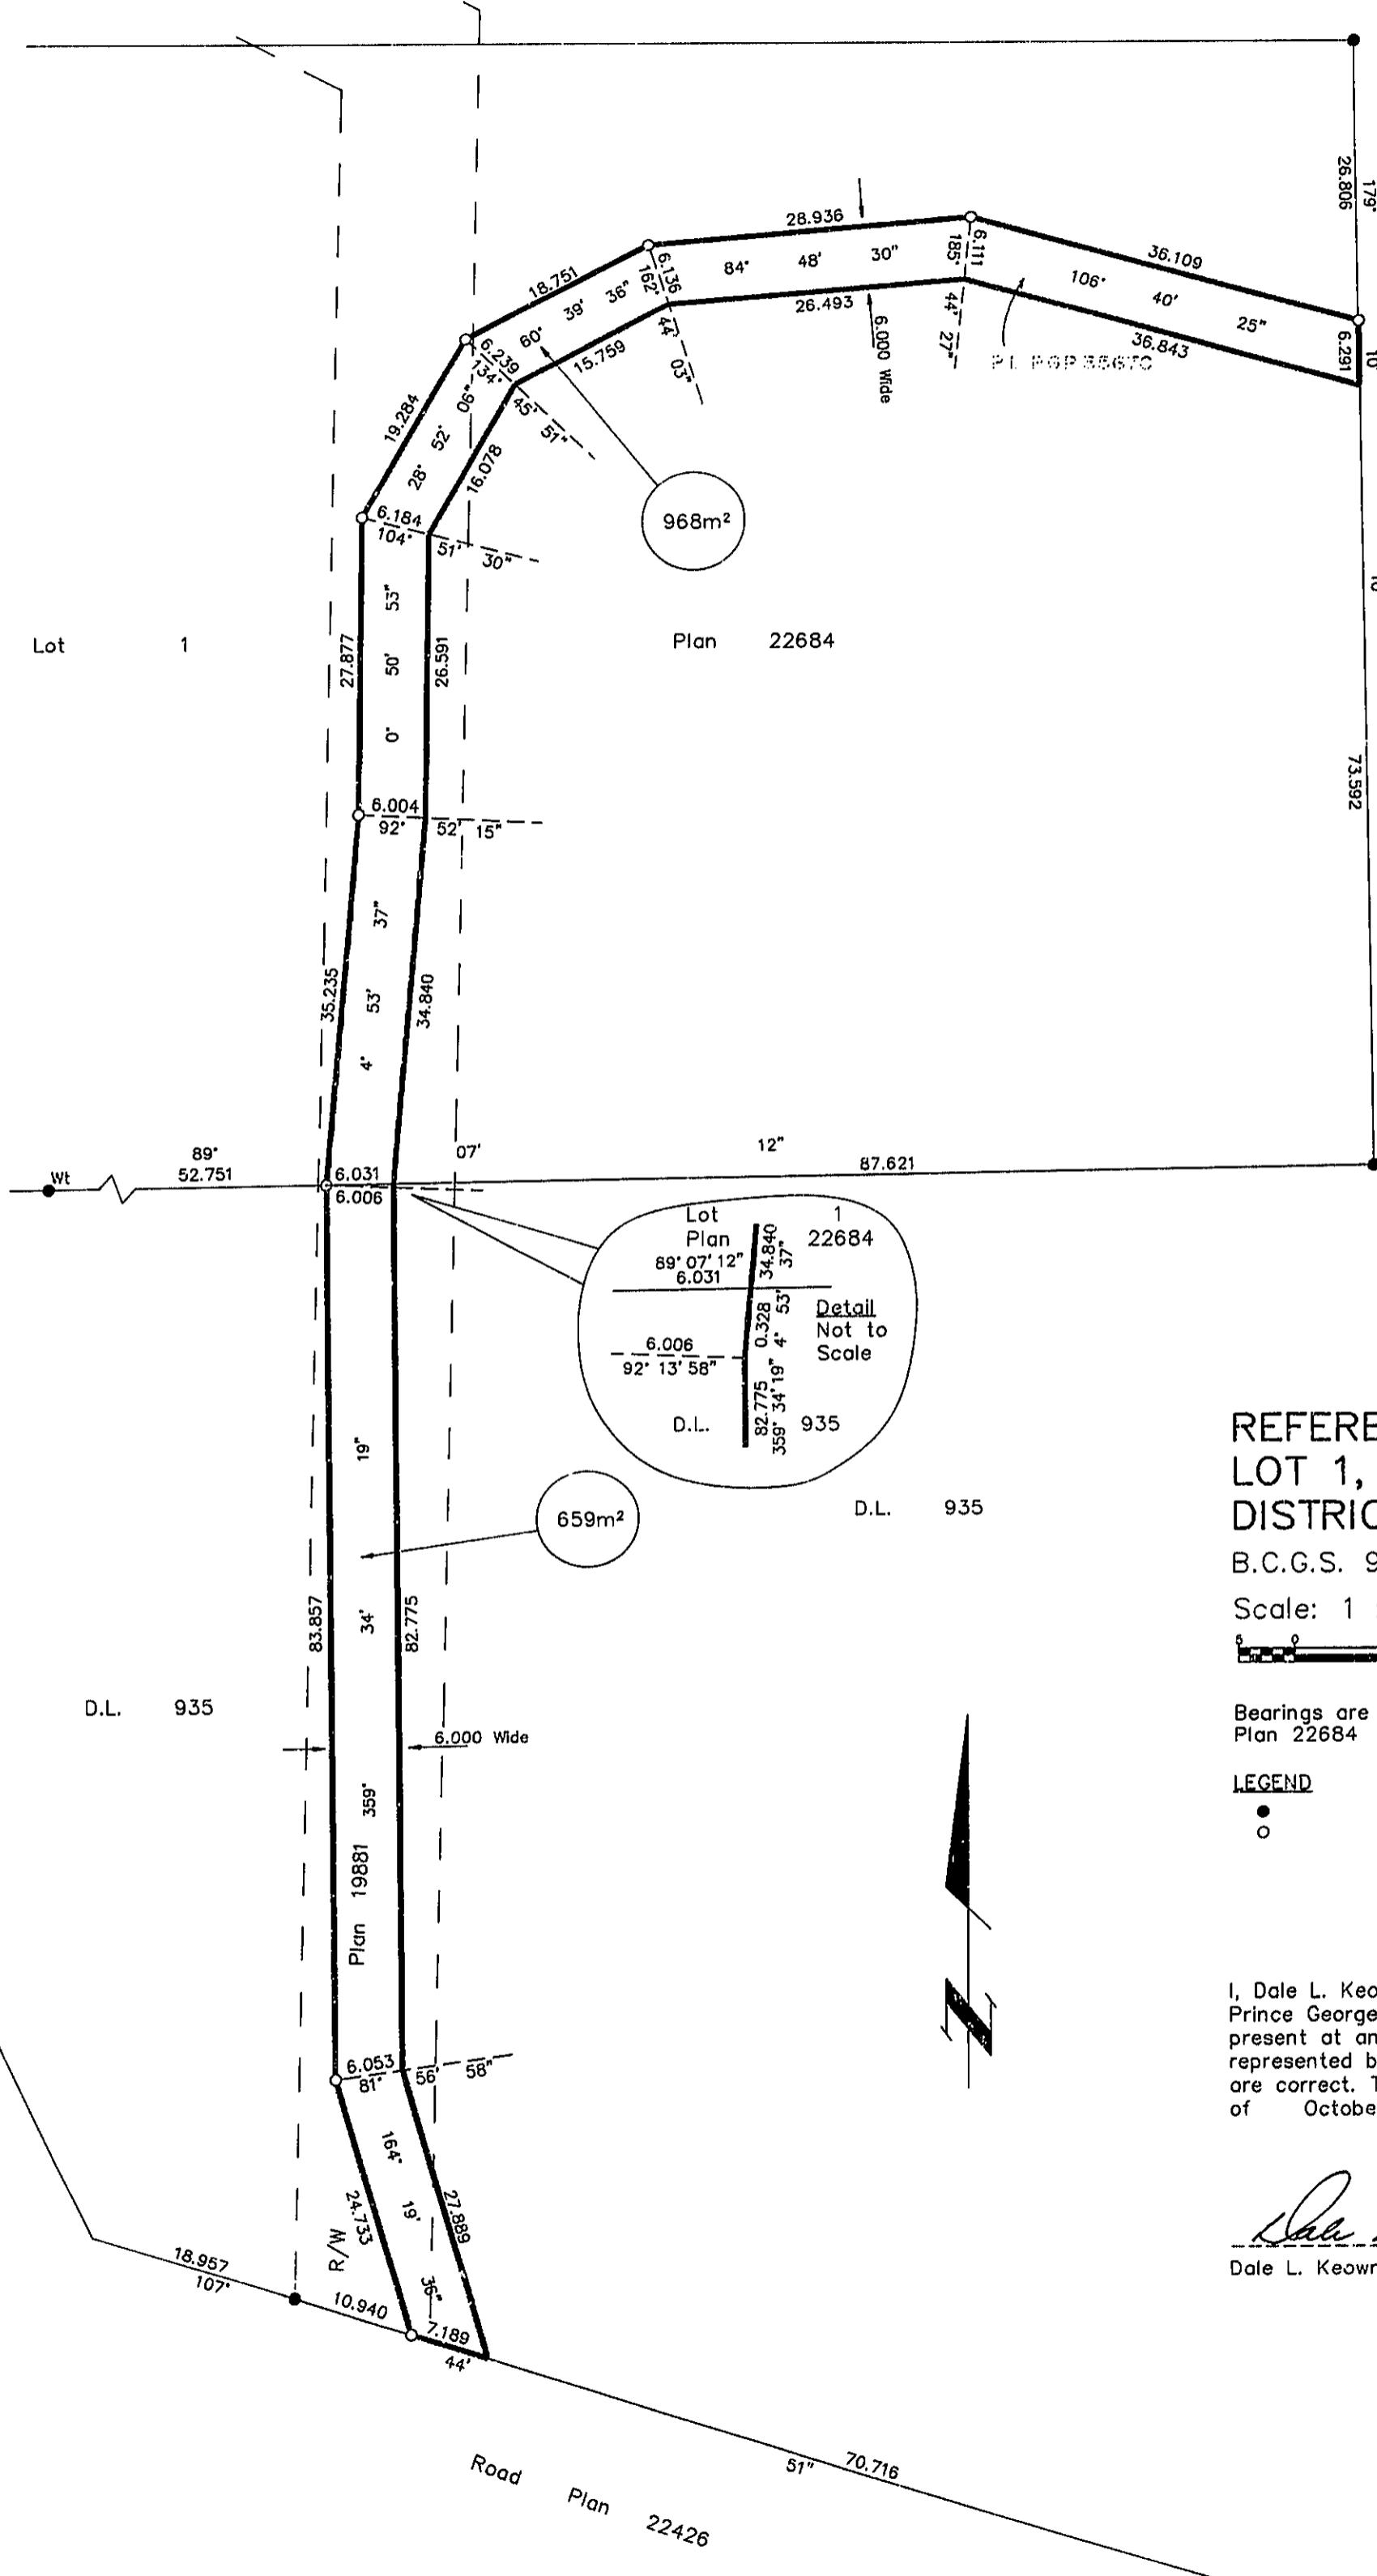 179°
26.806
28.936
36.109
6.111
185°
44' 27"
18.751
6.136
162°
44' 03"
84° 48' 30"
106° 40' 25"
26.493
6.000 Wide
36.843
6.291
10'
PL PGP35670
60° 39' 36"
6.239
134°
45' 51"
15.759
19.284
28° 52' 06"
16.078
968m²
6.184
104° 51' 30"
Lot 1
Plan 22684
27.877
0° 50' 53"
26.591
73.592
6.004
92° 52' 15"
35.235
4° 53' 37"
34.840
89° 07' 12"
Wt
52.751
6.031
87.621
6.006
Lot 1
Plan 22684
89° 07' 12"
6.031
34.840
37"
Detail
Not to
Scale
0.328
4° 53'
6.006
92° 13' 58"
82.775
359° 34' 19"
D.L. 935
REFERE
LOT 1,
DISTRIC
B.C.G.S. 9
Scale: 1
5 0
Bearings are
Plan 22684
LEGEND
659m²
D.L. 935
83.857
359° 34' 19"
82.775
D.L. 935
6.000 Wide
Plan 19881
N
I, Dale L. Keo
Prince George
present at an
represented b
are correct. T
of Octobe
Dale
Dale L. Keown
6.053
81° 56' 58"
164° 19' 36"
24.733
27.889
R/W
18.957
107°
10.940
7.189
44'
51"
70.716
Road Plan 22426